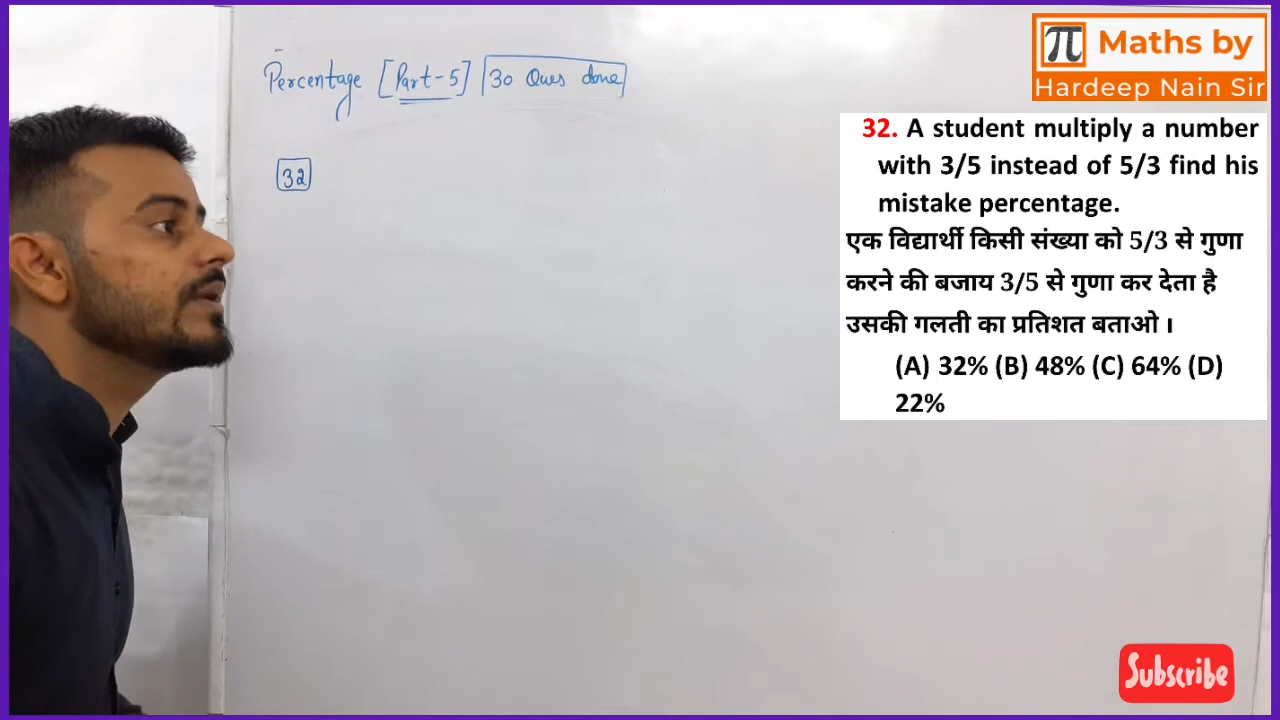 Percentage [Part-5] 30 Ques done
32
π Maths by
Hardeep Nain Sir
32. A student multiply a number
with 3/5 instead of 5/3 find his
mistake percentage.
एक विद्यार्थी किसी संख्या को 5/3 से गुणा
करने की बजाय 3/5 से गुणा कर देता है
उसकी गलती का प्रतिशत बताओ ।
(A) 32% (B) 48% (C) 64% (D)
22%
Subscribe